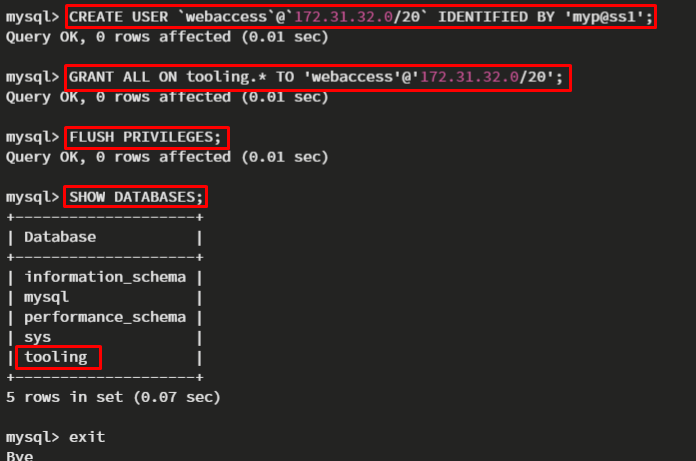 mysql> CREATE USER `webaccess`@`172.31.32.0/20` IDENTIFIED BY 'myp@ss1';
Query OK, 0 rows affected (0.01 sec)
mysql> GRANT ALL ON tooling.* TO 'webaccess'@'172.31.32.0/20';
Query OK, 0 rows affected (0.01 sec)
mysql> FLUSH PRIVILEGES;
Query OK, 0 rows affected (0.01 sec)
mysql> SHOW DATABASES;
+--------------------+
| Database           |
+--------------------+
| information_schema |
| mysql              |
| performance_schema |
| sys                |
| tooling            |
+--------------------+
5 rows in set (0.07 sec)
mysql> exit
Bye